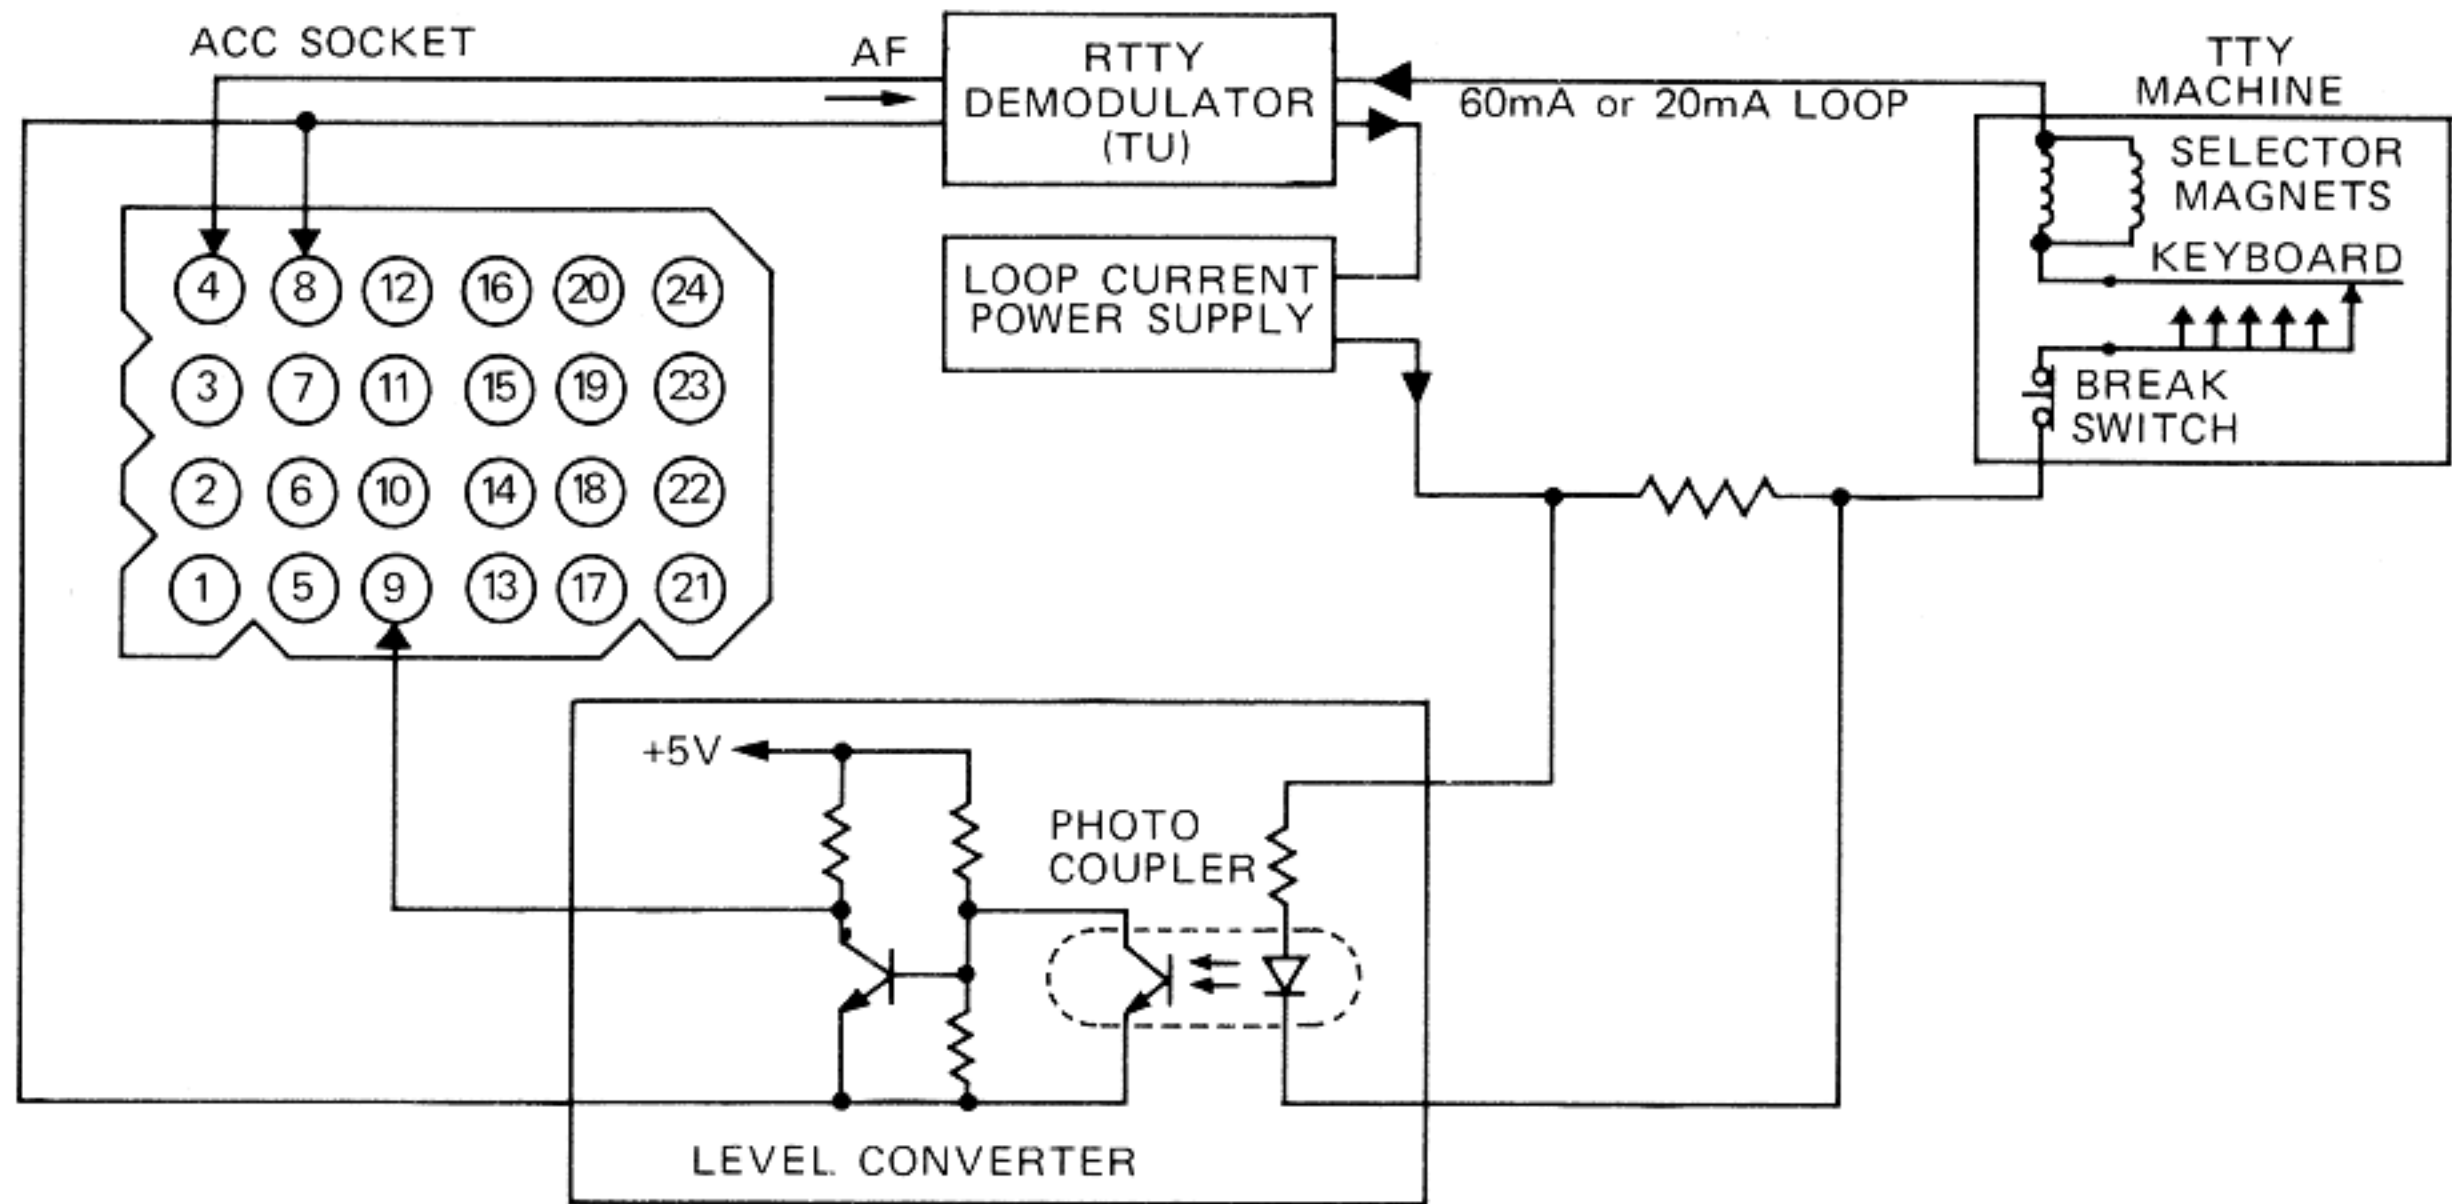 ACC SOCKET
AF
RTTY
DEMODULATOR
(TU)
60mA or 20mA LOOP
TTY
MACHINE
SELECTOR
MAGNETS
KEYBOARD
BREAK
SWITCH
LOOP CURRENT
POWER SUPPLY
4 8 12 16 20 24
3 7 11 15 19 23
2 6 10 14 18 22
1 5 9 13 17 21
+5V
PHOTO
COUPLER
LEVEL CONVERTER